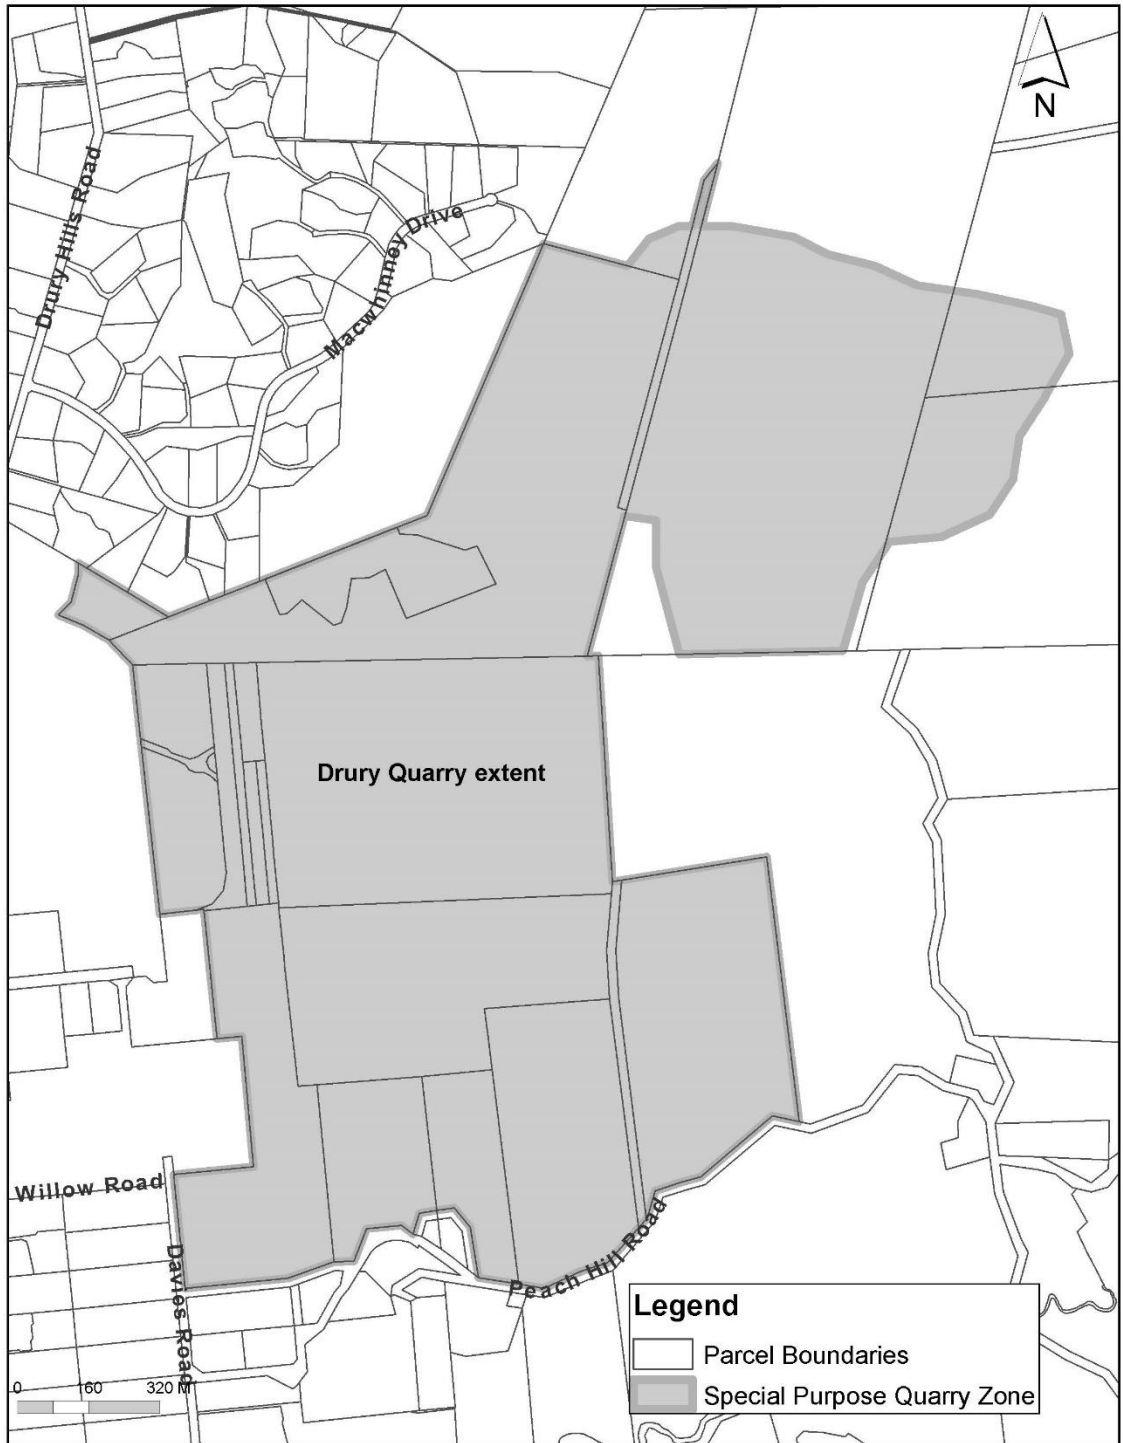 N
Drury Hills Road
Macwhinney Drive
Drury Quarry extent
Willow Road
Davies Road
Peach Hill Road
Legend
Parcel Boundaries
Special Purpose Quarry Zone
0 160 320 M